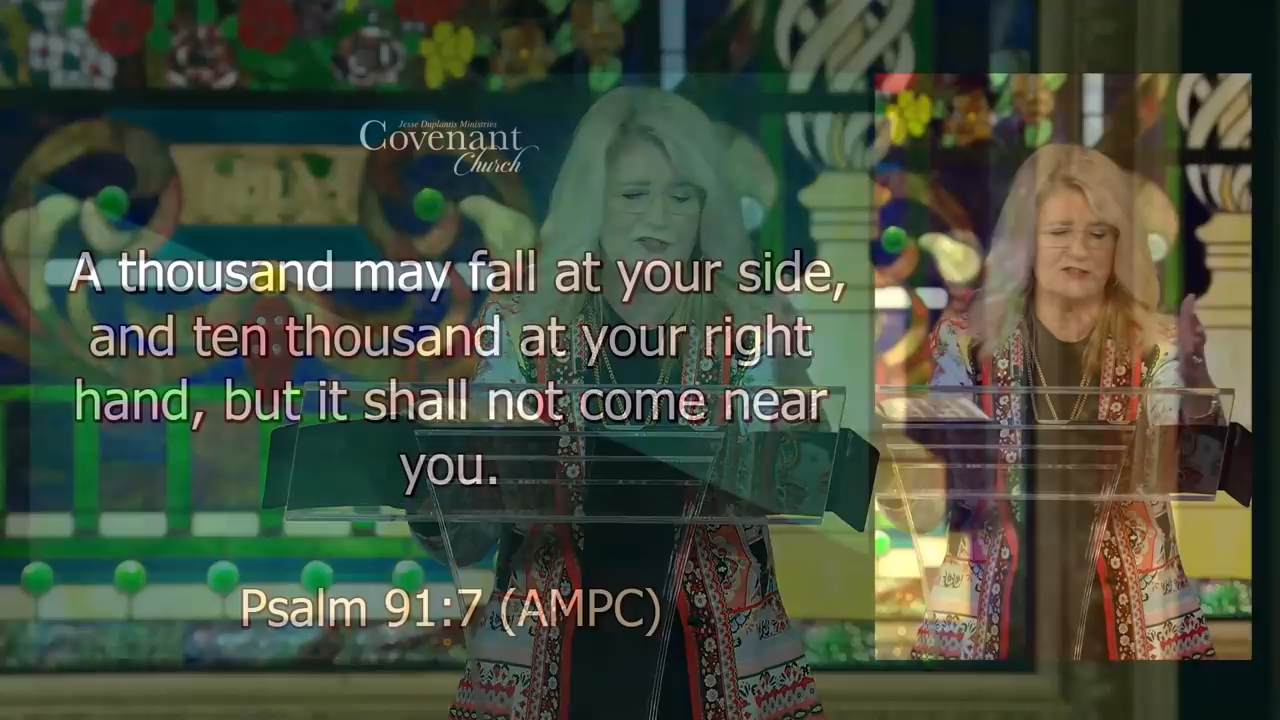 Jesse Duplantis Ministries
Covenant
Church
A thousand may fall at your side,
and ten thousand at your right
hand, but it shall not come near
you.
Psalm 91:7 (AMPC)